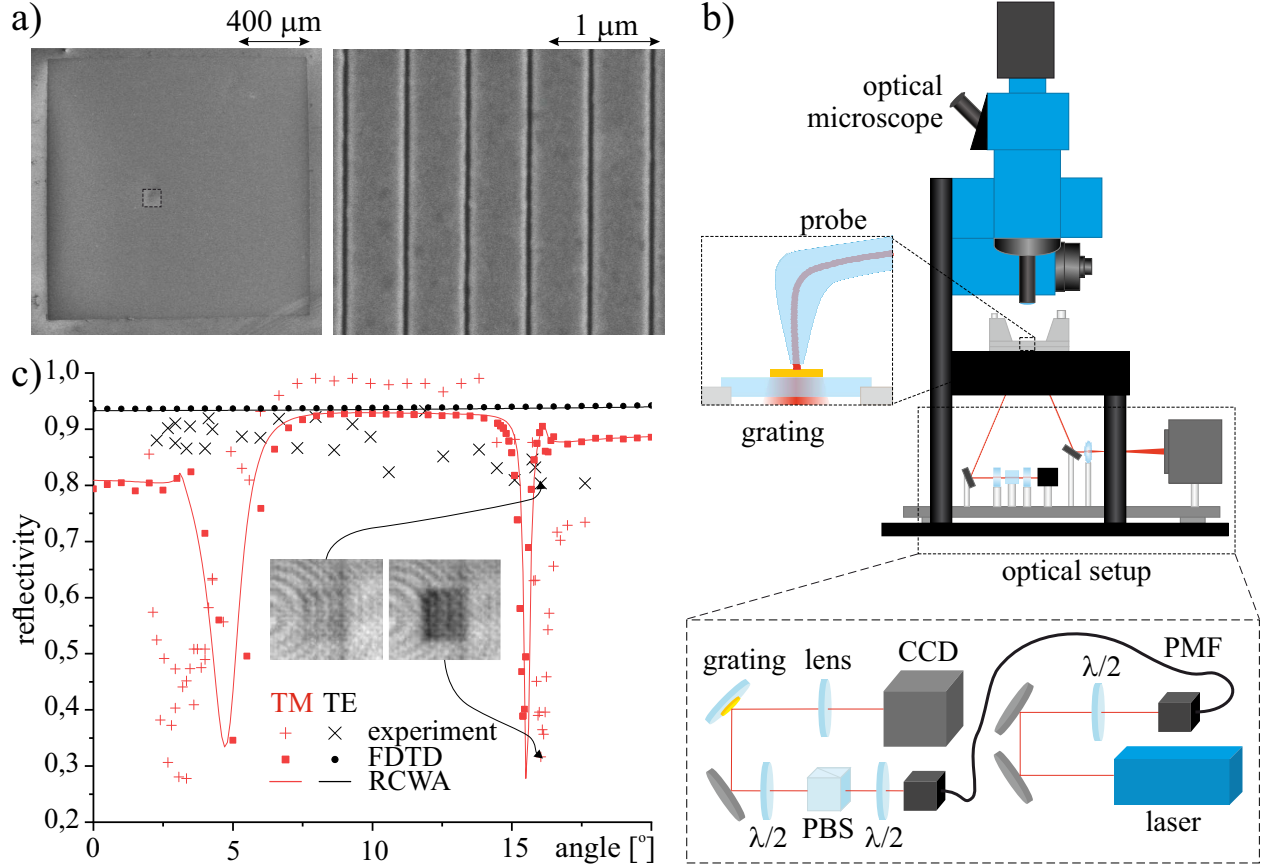 a)
400 μm
1 μm
b)
optical
microscope
probe
grating
optical setup
c)
1,0
0,9
0,8
0,7
0,6
0,5
0,4
0,3
0,2
reflectivity
TM TE
experiment
FDTD
RCWA
0 5 10 15 angle [°]
grating
lens
CCD
PMF
λ/2
λ/2
PBS
λ/2
laser